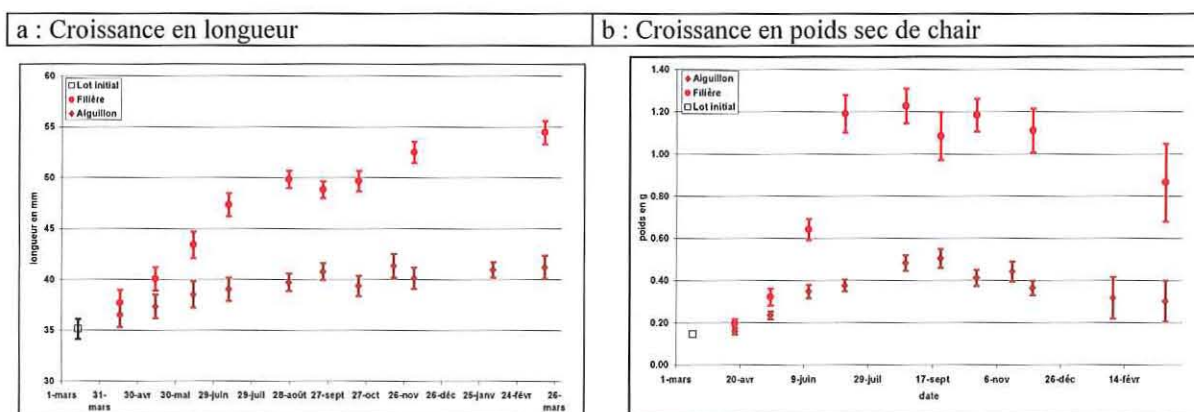 a : Croissance en longueur
b : Croissance en poids sec de chair
60
55
50
45
40
35
30
longueur en mm
Lot initial
Filière
Aiguillon
1-mars
31-mars
30-avr
30-mai
29-juin
29-juil
28-août
27-sept
27-oct
26-nov
26-déc
25-janv
24-févr
26-mars
1.40
1.20
1.00
0.80
0.60
0.40
0.20
0.00
poids en g
Aiguillon
Filière
Lot initial
1-mars
20-avr
9-juin
29-juil
17-sept
6-nov
26-déc
14-févr
date